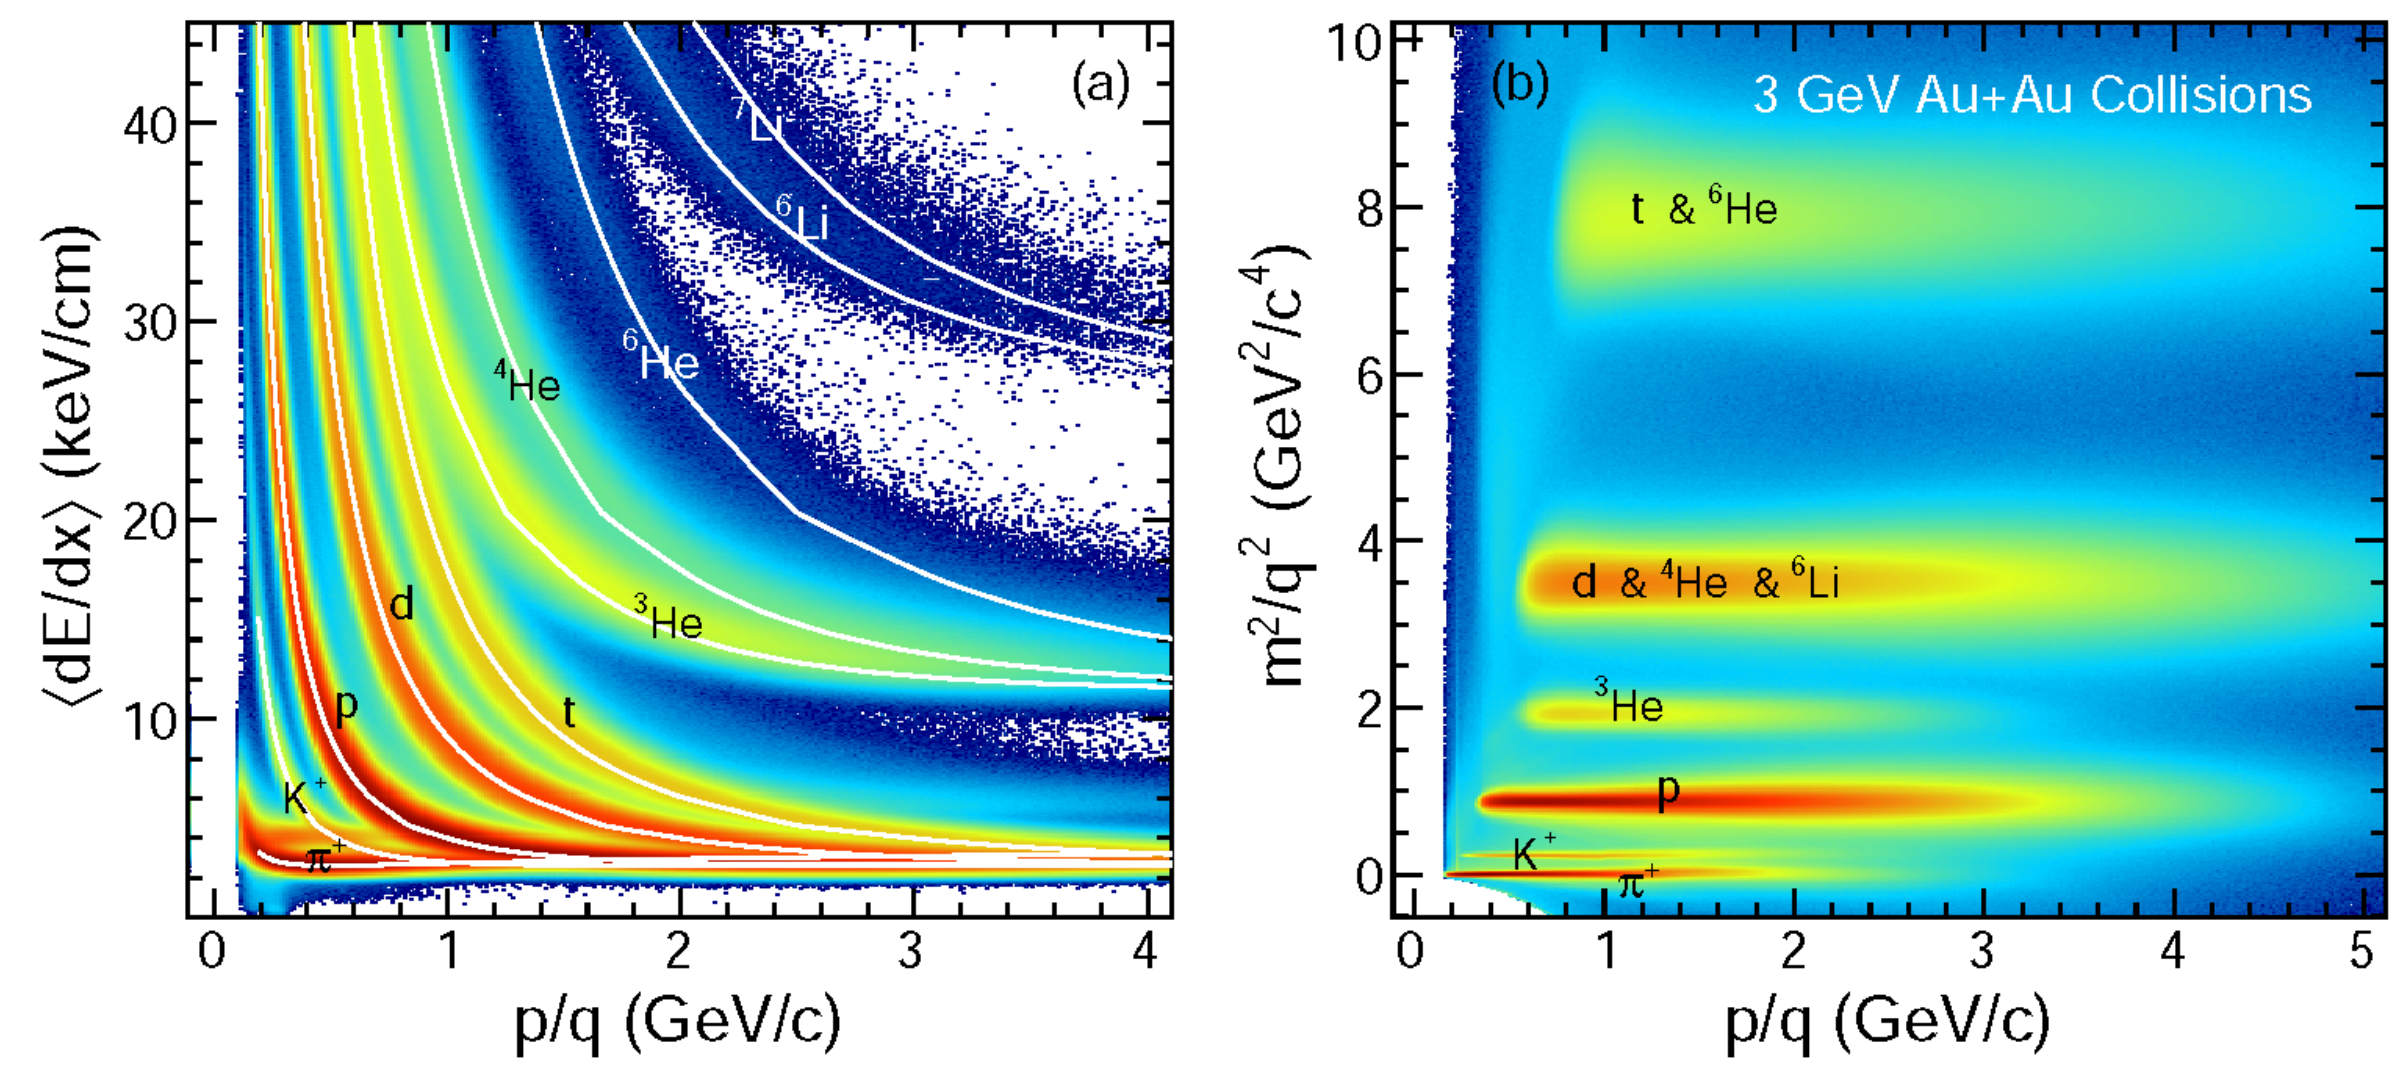 (a)
⟨dE/dx⟩ (keV/cm)
40
30
20
10
⁷Li
⁶Li
⁶He
⁴He
³He
d
p
t
K⁺
π⁺
0 1 2 3 4
p/q (GeV/c)
(b)
3 GeV Au+Au Collisions
m²/q² (GeV²/c⁴)
10
8
6
4
2
0
t & ⁶He
d & ⁴He & ⁶Li
³He
p
K⁺
π⁺
0 1 2 3 4 5
p/q (GeV/c)